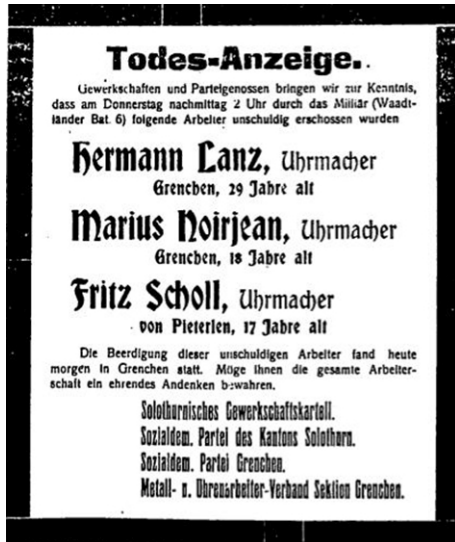 Todes-Anzeige.
Gewerkschaften und Parteigenossen bringen wir zur Kenntnis,
dass am Donnerstag nachmittag 2 Uhr durch das Militär (Waadt-
länder Bat. 6) folgende Arbeiter unschuldig erschossen wurden
Hermann Lanz, Uhrmacher
Grenchen, 29 Jahre alt
Marius Noirjean, Uhrmacher
Grenchen, 18 Jahre alt
Fritz Scholl, Uhrmacher
von Pieterlen, 17 Jahre alt
Die Beerdigung dieser unschuldigen Arbeiter fand heute
morgen in Grenchen statt. Möge ihnen die gesamte Arbeiter-
schaft ein ehrendes Andenken bewahren.
Solothurnisches Gewerkschaftskartell.
Sozialdem. Partei des Kantons Solothurn.
Sozialdem. Partei Grenchen.
Metall- u. Uhrenarbeiter-Verband Sektion Grenchen.